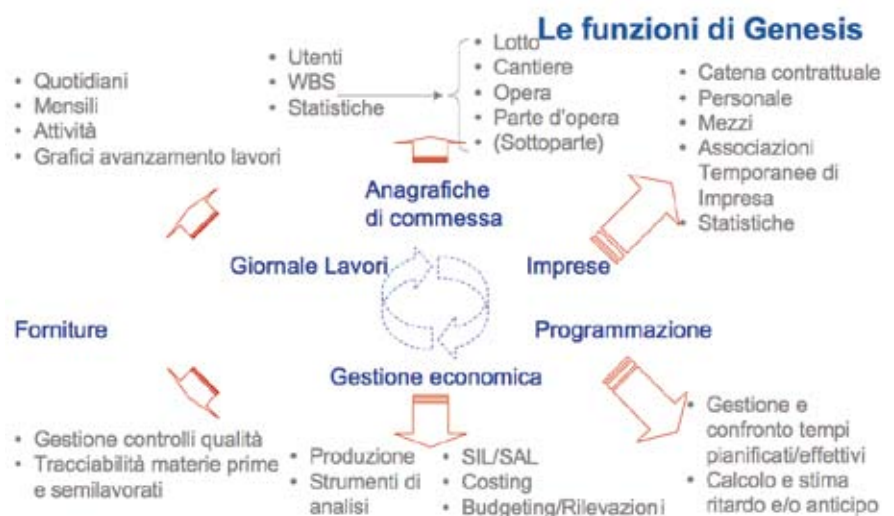 Le funzioni di Genesis
• Quotidiani
• Mensili
• Attività
• Grafici avanzamento lavori
• Utenti
• WBS
• Statistiche
• Lotto
• Cantiere
• Opera
• Parte d'opera
• (Sottoparte)
• Catena contrattuale
• Personale
• Mezzi
• Associazioni
Temporanee di
Impresa
• Statistiche
Anagrafiche
di commessa
Giornale Lavori
Imprese
Forniture
Programmazione
Gestione economica
• Gestione controlli qualità
• Tracciabilità materie prime
e semilavorati
• Produzione
• Strumenti di
analisi
• SIL/SAL
• Costing
• Budgeting/Rilevazioni
• Gestione e
confronto tempi
pianificati/effettivi
• Calcolo e stima
ritardo e/o anticipo